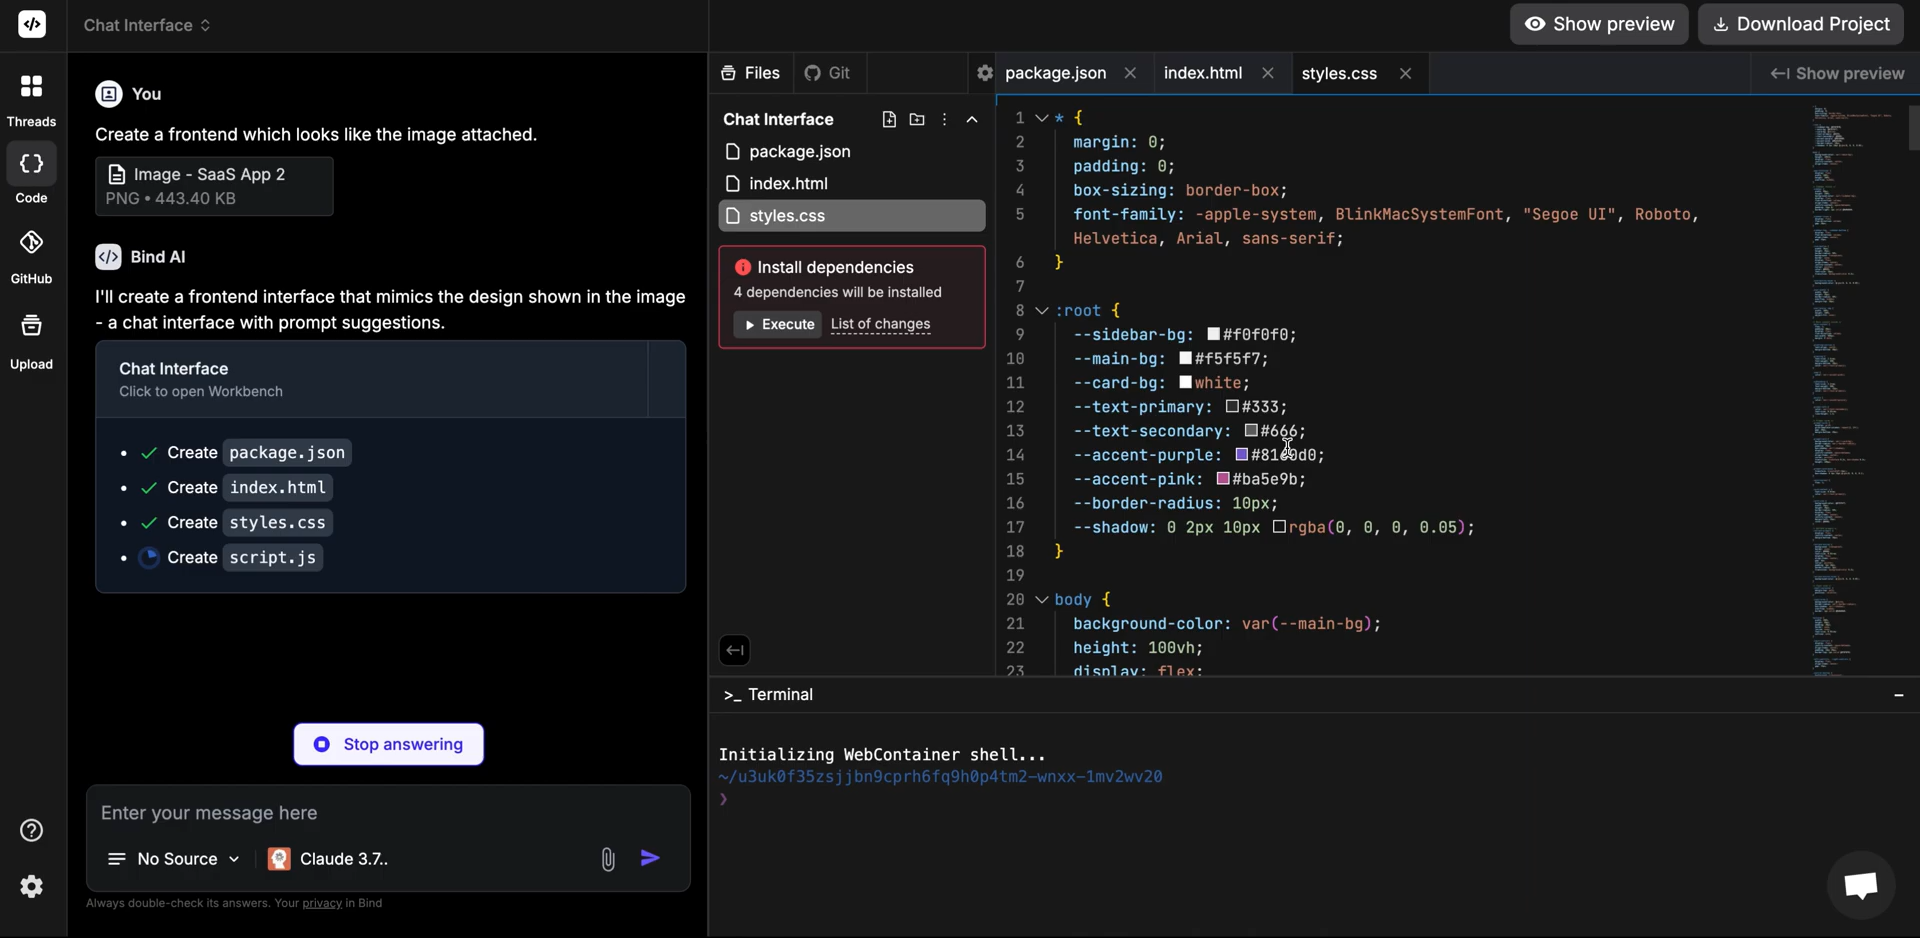 Chat Interface
Show preview
Download Project
Threads
Code
GitHub
Upload
You
Create a frontend which looks like the image attached.
Image - SaaS App 2
PNG • 443.40 KB
Bind AI
I'll create a frontend interface that mimics the design shown in the image
- a chat interface with prompt suggestions.
Chat Interface
Click to open Workbench
• Create package.json
• Create index.html
• Create styles.css
• Create script.js
Stop answering
Enter your message here
No Source
Claude 3.7..
Always double-check its answers. Your privacy in Bind
Files
Git
Chat Interface
package.json
index.html
styles.css
Install dependencies
4 dependencies will be installed
Execute
List of changes
package.json
index.html
styles.css
Show preview
1 * {
2 margin: 0;
3 padding: 0;
4 box-sizing: border-box;
5 font-family: -apple-system, BlinkMacSystemFont, "Segoe UI", Roboto,
Helvetica, Arial, sans-serif;
6 }
7
8 :root {
9 --sidebar-bg: #f0f0f0;
10 --main-bg: #f5f5f7;
11 --card-bg: white;
12 --text-primary: #333;
13 --text-secondary: #666;
14 --accent-purple:
15 --accent-pink: #ba5e9b;
16 --border-radius: 10px;
17 --shadow: 0 2px 10px rgba(0, 0, 0, 0.05);
18 }
19
20 body {
21 background-color: var(--main-bg);
22 height: 100vh;
23 display: flex;
>_ Terminal
Initializing WebContainer shell...
~/u3uk0f35zsjjbn9cprh6fq9h0p4tm2-wnxx-1mv2wv20
❯